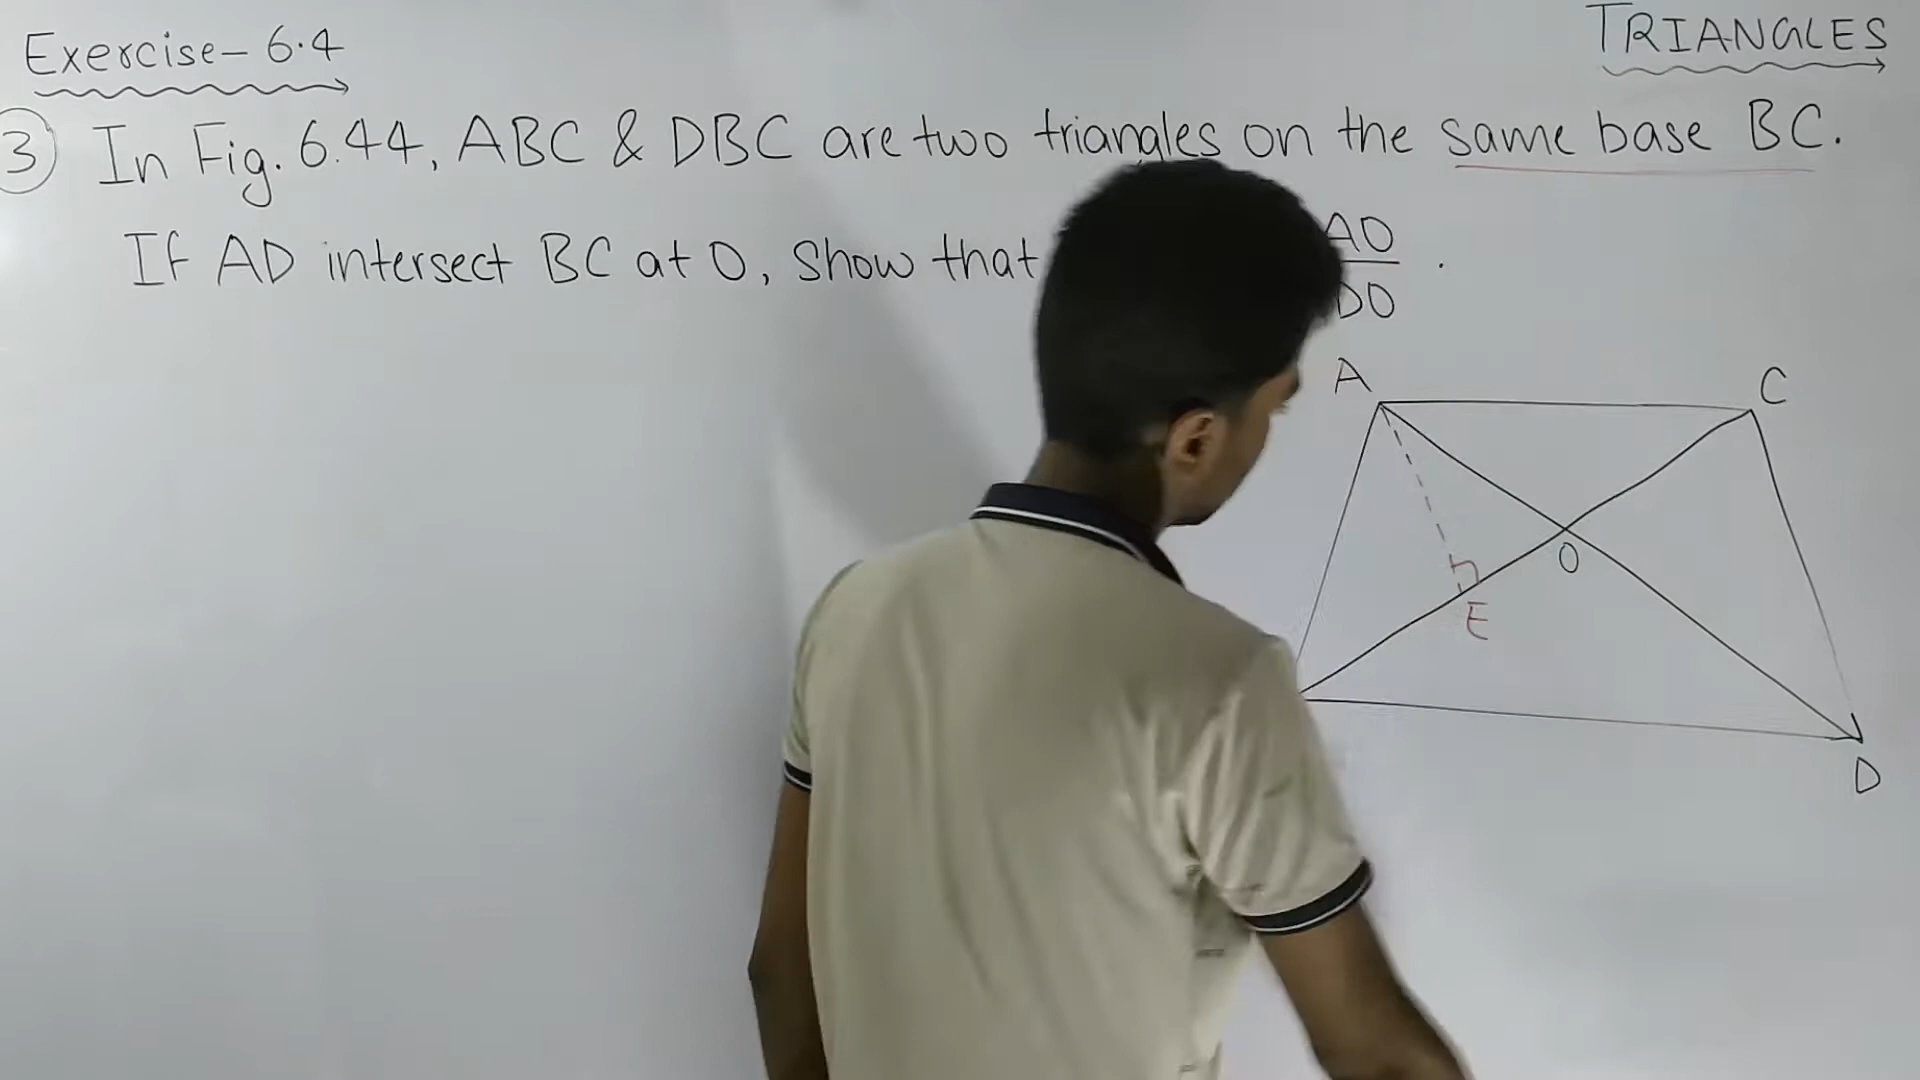 Exercise - 6.4
TRIANGLES
3 In Fig. 6.44, ABC & DBC are two triangles on the same base BC.
If AD intersect BC at O, show that
AO
DO .
A
C
O
E
D